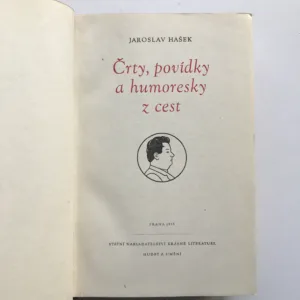 JAROSLAV HAŠEK
Črty, povídky
a humoresky
z cest
PRAHA
STÁTNÍ NAKLADATELSTVÍ KRÁSNÉ LITERATURY,
HUDBY A UMĚNÍ